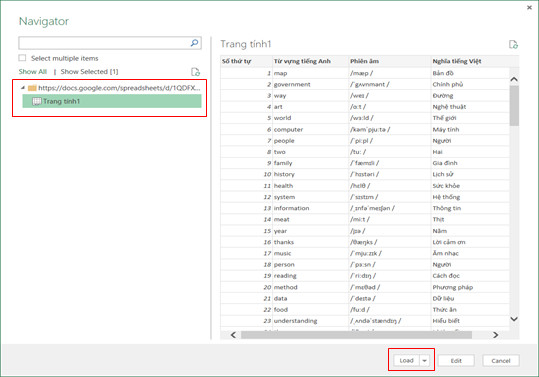 Navigator
Select multiple items
Show All | Show Selected [1]
https://docs.google.com/spreadsheets/d/1QDFX...
Trang tính1
Trang tính1
Số thứ tự Từ vựng tiếng Anh Phiên âm Nghĩa tiếng Việt
1 map /mæp / Bản đồ
2 government /ˈgʌvnmənt / Chính phủ
3 way /weɪ / Đường
4 art /ɑːt / Nghệ thuật
5 world /wɜːld / Thế giới
6 computer /kəmˈpjuːtə / Máy tính
7 people /ˈpiːpl / Người
8 two /tuː / Hai
9 family /ˈfæmɪli / Gia đình
10 history /ˈhɪstəri / Lịch sử
11 health /hɛlθ / Sức khỏe
12 system /ˈsɪstɪm / Hệ thống
13 information /ˌɪnfəˈmeɪʃən / Thông tin
14 meat /miːt / Thịt
15 year /jɪə / Năm
16 thanks /θæŋks / Lời cảm ơn
17 music /ˈmjuːzɪk / Âm nhạc
18 person /ˈpɜːsn / Người
19 reading /ˈriːdɪŋ / Cách đọc
20 method /ˈmɛθəd / Phương pháp
21 data /ˈdeɪtə / Dữ liệu
22 food /fuːd / Thức ăn
23 understanding /ˌʌndəˈstændɪŋ / Hiểu biết
Load Edit Cancel